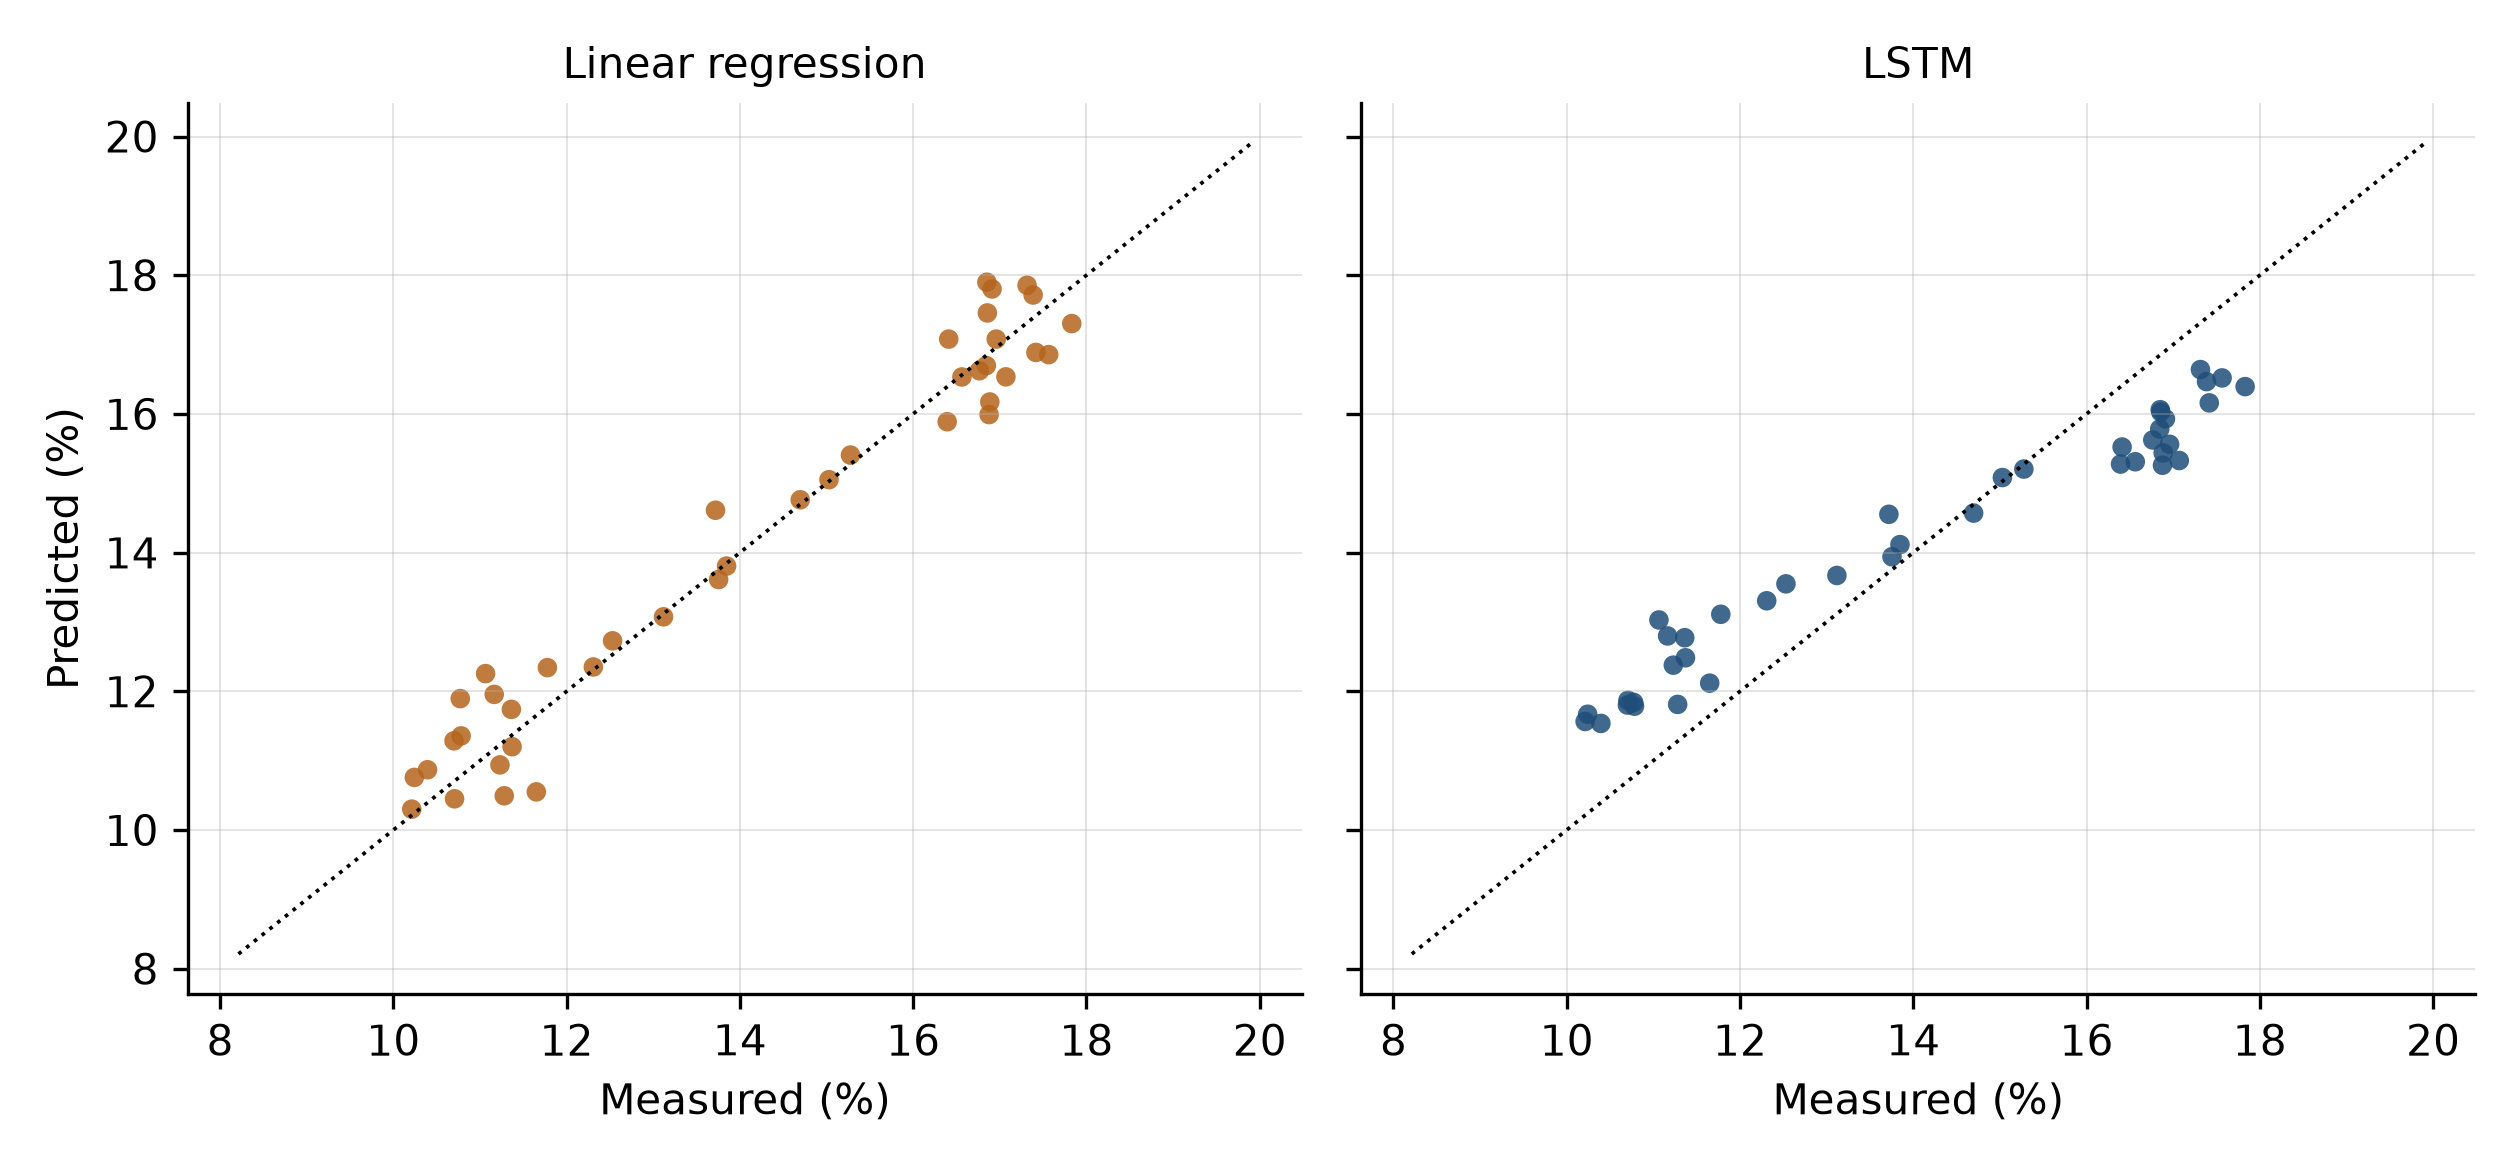 Linear regression
LSTM
Predicted (%)
20
18
16
14
12
10
8
8 10 12 14 16 18 20
8 10 12 14 16 18 20
Measured (%)
Measured (%)